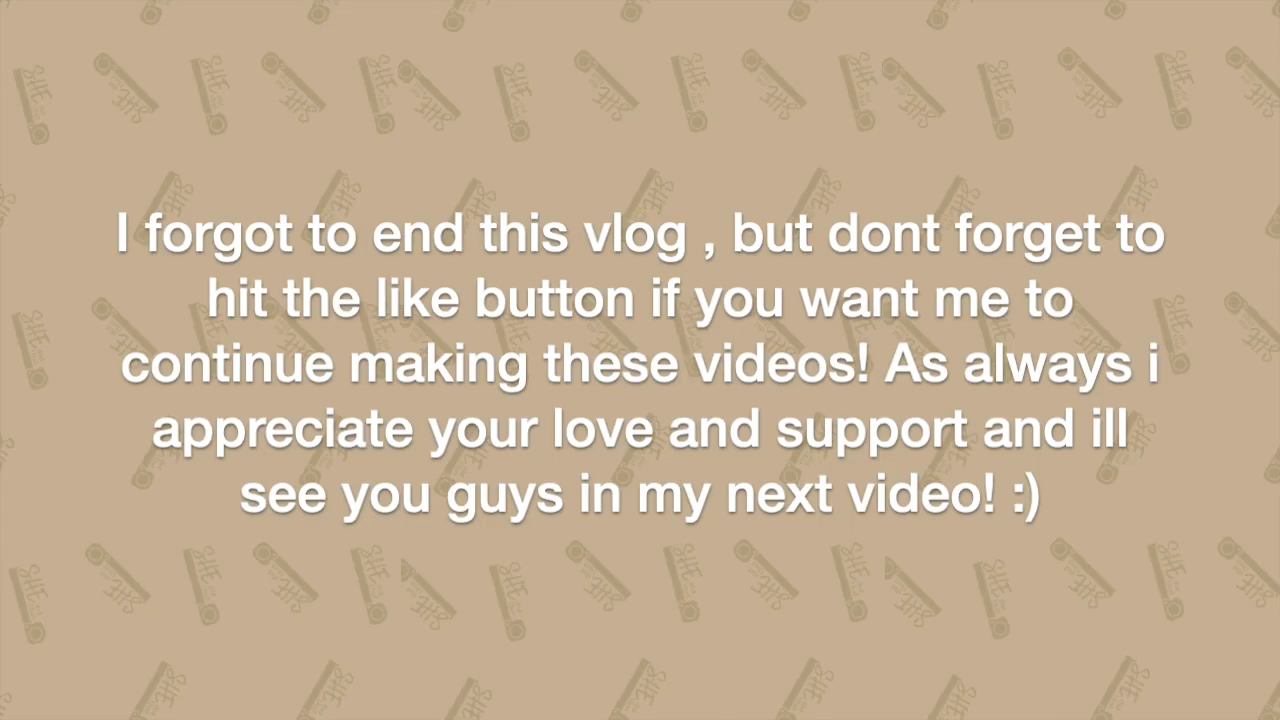 I forgot to end this vlog , but dont forget to
hit the like button if you want me to
continue making these videos! As always i
appreciate your love and support and ill
see you guys in my next video! :)